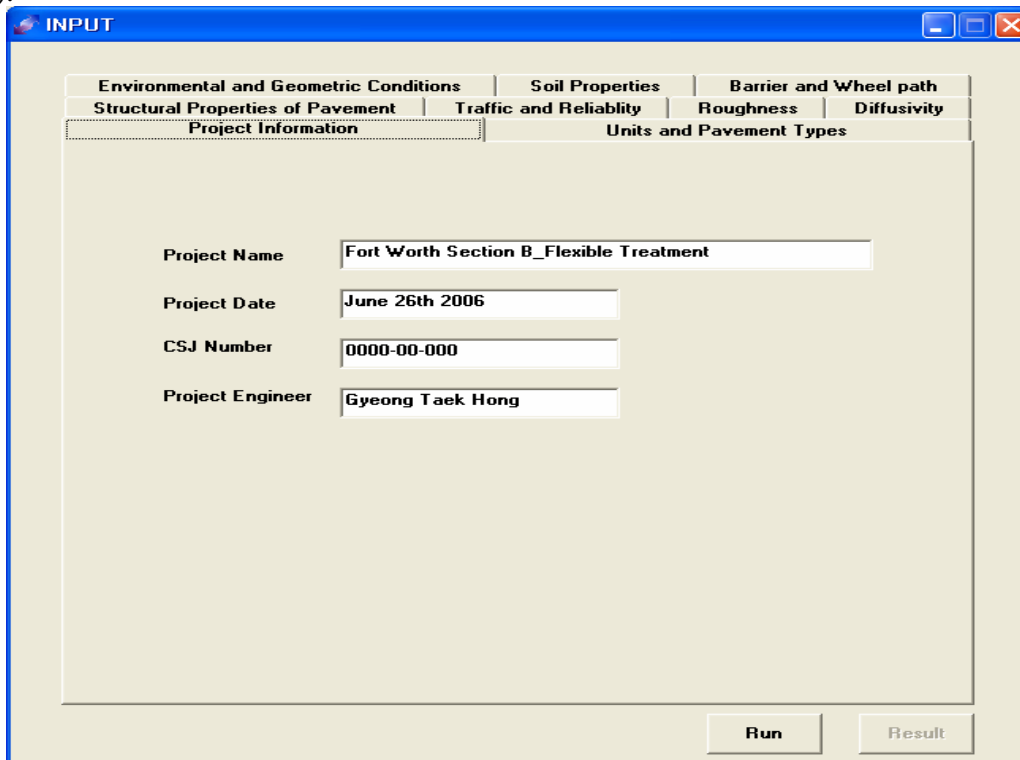 INPUT
Environmental and Geometric Conditions Soil Properties Barrier and Wheel path
Structural Properties of Pavement Traffic and Reliablity Roughness Diffusivity
Project Information Units and Pavement Types
Project Name Fort Worth Section B_Flexible Treatment
Project Date June 26th 2006
CSJ Number 0000-00-000
Project Engineer Gyeong Taek Hong
Run Result